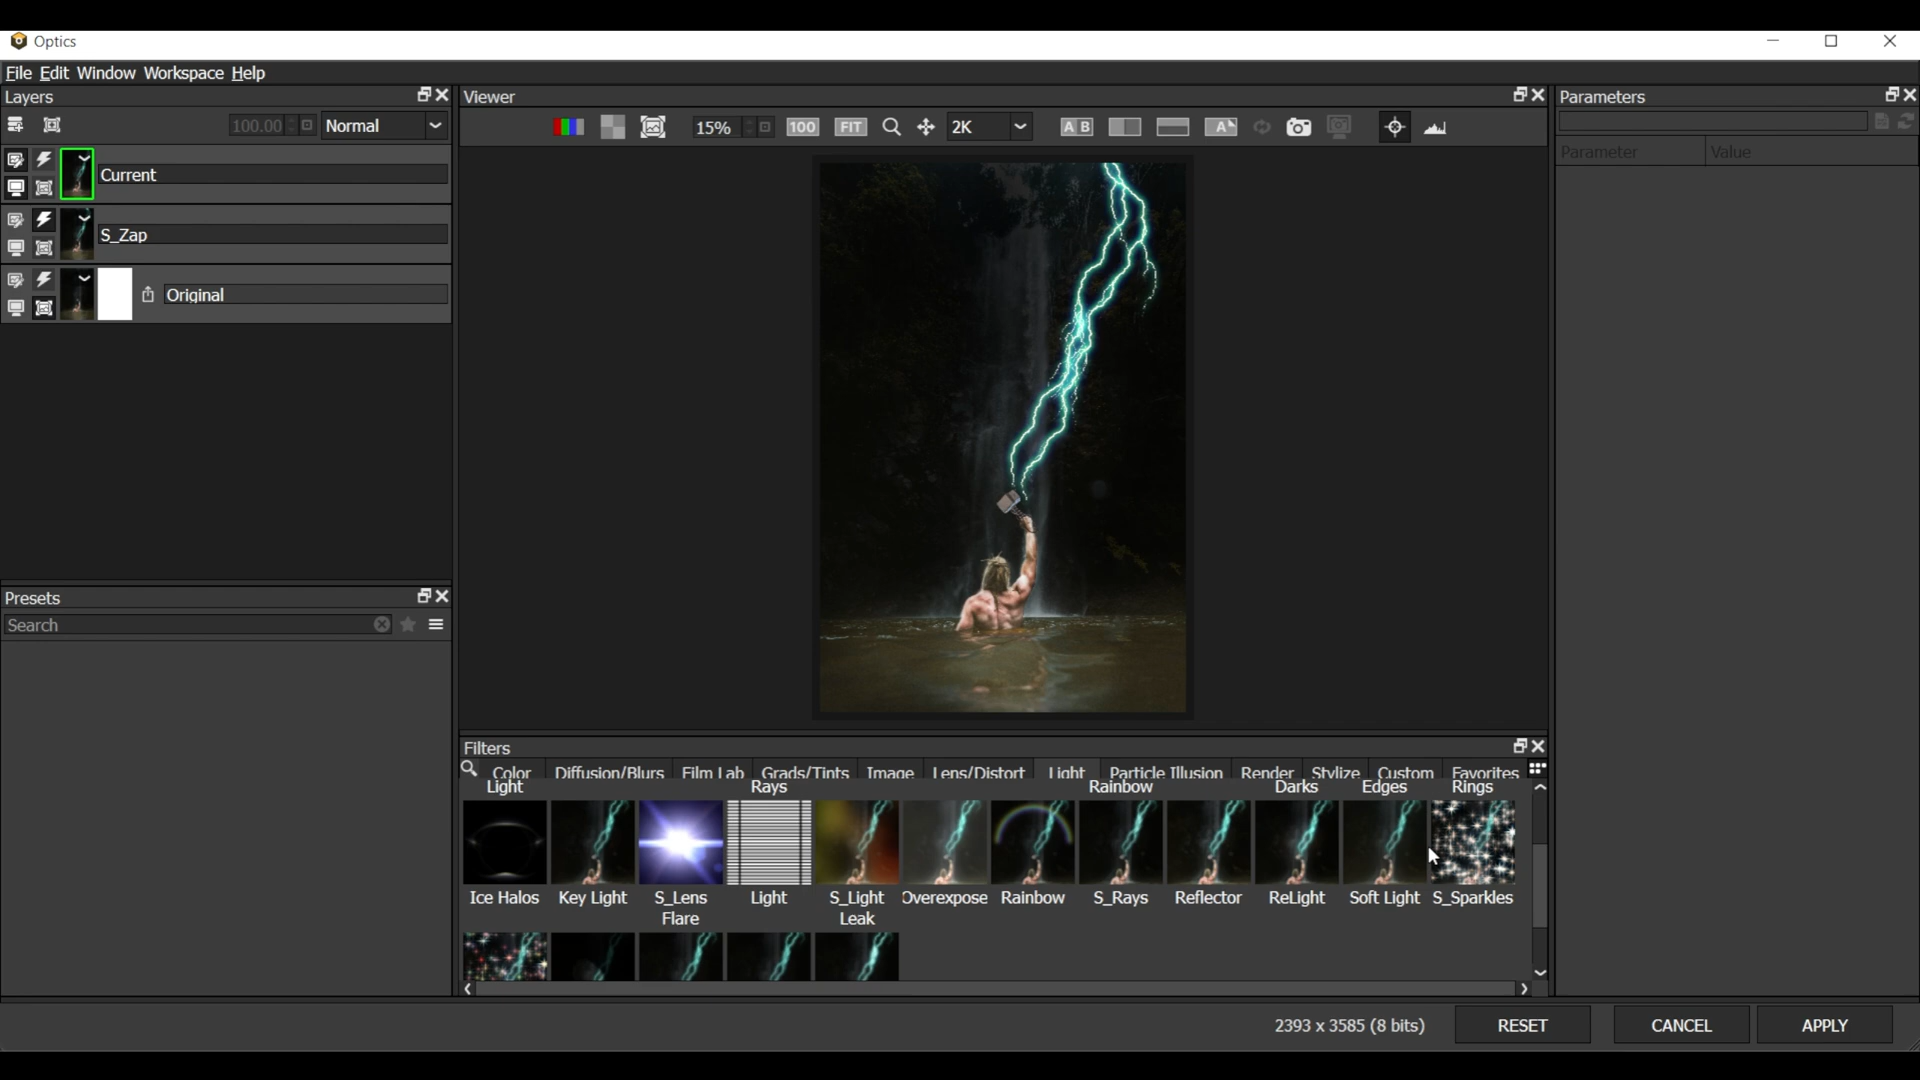 Optics
File Edit Window Workspace Help
Layers
100.00
Normal
Current
S_Zap
Original
Presets
Search
Viewer
15%
100
FIT
2K
A B
A
Parameters
Parameter
Value
Filters
Color Diffusion/Blurs Film Lab Grads/Tints Image Lens/Distort Light Particle Illusion Render Stylize Custom Favorites
Light Rays Rainbow Darks Edges Rings
Ice Halos Key Light S_Lens Light S_Light Overexpose Rainbow S_Rays Reflector ReLight Soft Light S_Sparkles
Flare Leak
2393 x 3585 (8 bits)
RESET
CANCEL
APPLY